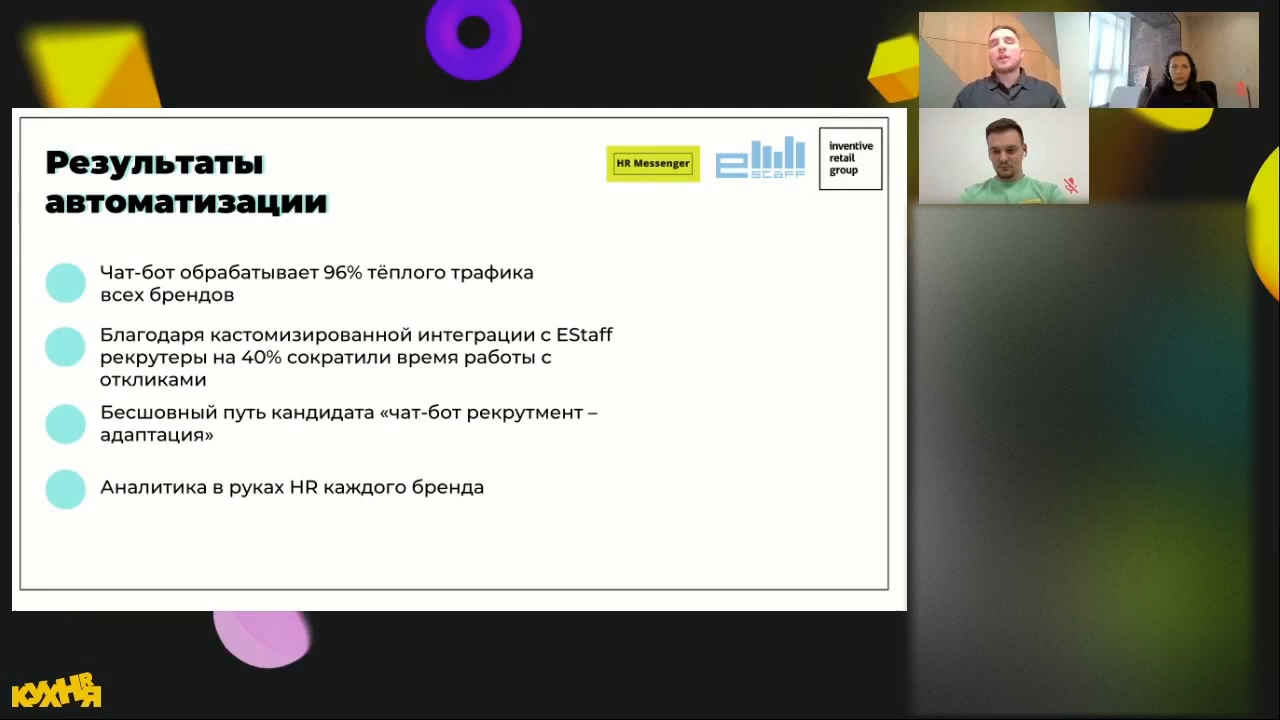 Результаты
автоматизации
HR Messenger
e staff
inventive
retail
group
Чат-бот обрабатывает 96% тёплого трафика
всех брендов
Благодаря кастомизированной интеграции с EStaff
рекрутеры на 40% сократили время работы с
откликами
Бесшовный путь кандидата «чат-бот рекрутмент –
адаптация»
Аналитика в руках HR каждого бренда
КУХНЯ HR